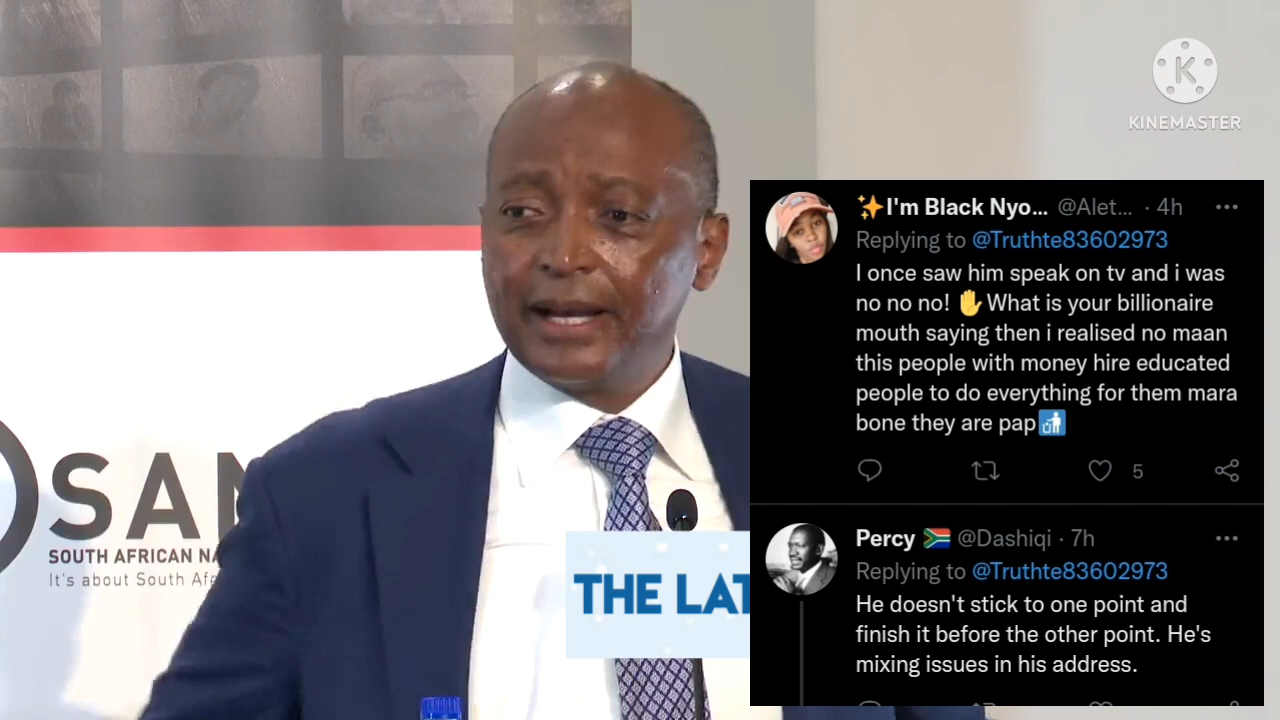 K
KINEMASTER
SAN
SOUTH AFRICAN NA
It's about South Afr
THE LAT
✨I'm Black Nyo... @Alet... · 4h
Replying to @Truthte83602973
I once saw him speak on tv and i was
no no no! ✋What is your billionaire
mouth saying then i realised no maan
this people with money hire educated
people to do everything for them mara
bone they are pap🚮
5
Percy 🇿🇦 @Dashiqi · 7h
Replying to @Truthte83602973
He doesn't stick to one point and
finish it before the other point. He's
mixing issues in his address.